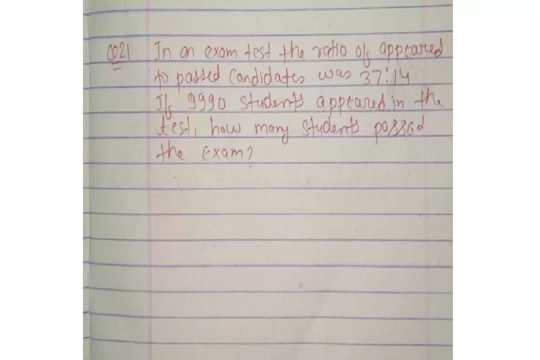 Q21 In an exam test the ratio of appeared
to passed candidates was 37:14
If 9990 students appeared in the
test, how many students passed
the exam?